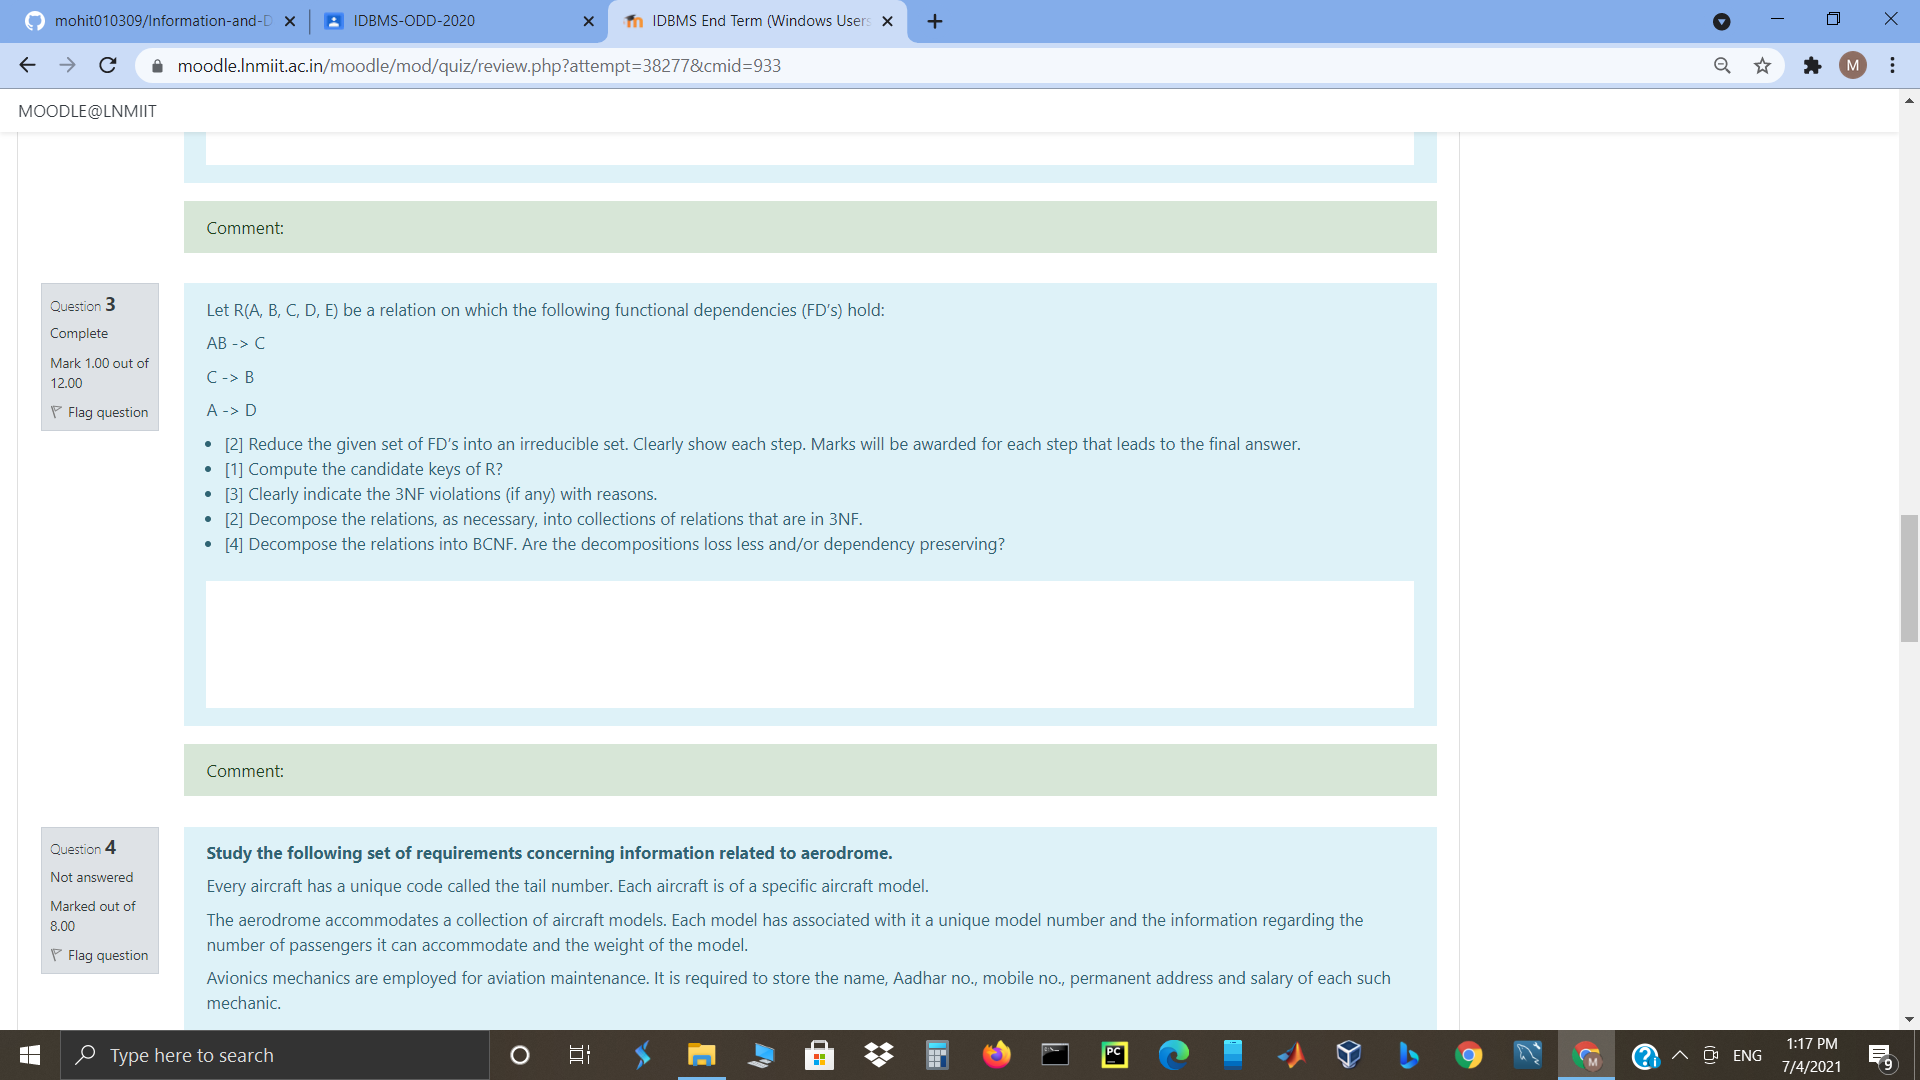 mohit010309/Information-and-D
IDBMS-ODD-2020
IDBMS End Term (Windows Users
moodle.lnmiit.ac.in/moodle/mod/quiz/review.php?attempt=38277&cmid=933
M
MOODLE@LNMIIT
Comment:
Question 3
Complete
Mark 1.00 out of
12.00
Flag question
Let R(A, B, C, D, E) be a relation on which the following functional dependencies (FD's) hold:
AB -> C
C -> B
A -> D
• [2] Reduce the given set of FD's into an irreducible set. Clearly show each step. Marks will be awarded for each step that leads to the final answer.
• [1] Compute the candidate keys of R?
• [3] Clearly indicate the 3NF violations (if any) with reasons.
• [2] Decompose the relations, as necessary, into collections of relations that are in 3NF.
• [4] Decompose the relations into BCNF. Are the decompositions loss less and/or dependency preserving?
Comment:
Question 4
Not answered
Marked out of
8.00
Flag question
Study the following set of requirements concerning information related to aerodrome.
Every aircraft has a unique code called the tail number. Each aircraft is of a specific aircraft model.
The aerodrome accommodates a collection of aircraft models. Each model has associated with it a unique model number and the information regarding the
number of passengers it can accommodate and the weight of the model.
Avionics mechanics are employed for aviation maintenance. It is required to store the name, Aadhar no., mobile no., permanent address and salary of each such
mechanic.
Type here to search
PC
M
ENG
1:17 PM
7/4/2021
9